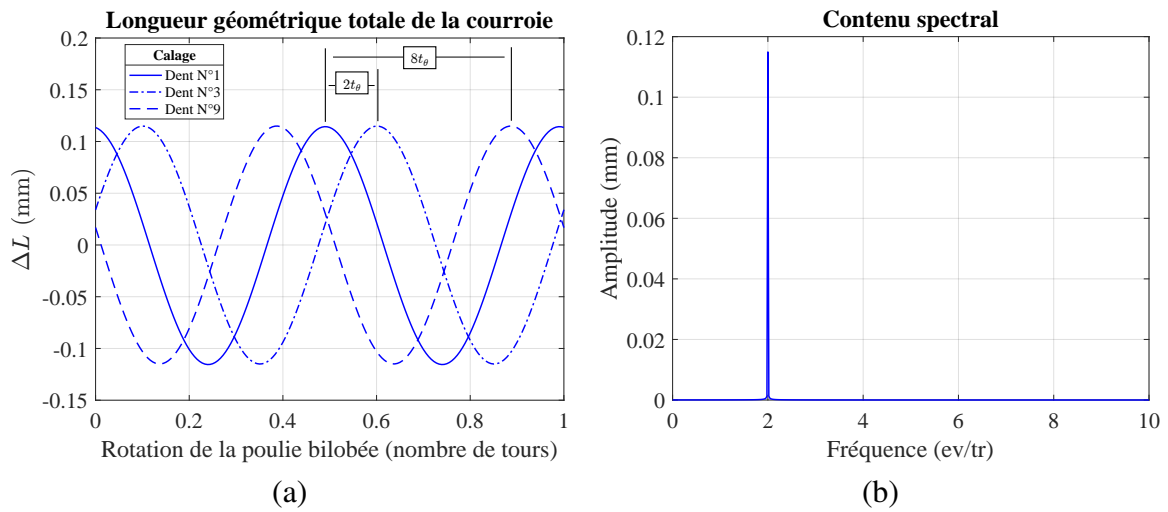 Longueur géométrique totale de la courroie
0.2
0.15
0.1
0.05
0
-0.05
-0.1
-0.15
ΔL (mm)
Calage
Dent N°1
Dent N°3
Dent N°9
8tθ
2tθ
0 0.2 0.4 0.6 0.8 1
Rotation de la poulie bilobée (nombre de tours)
(a)
Contenu spectral
0.12
0.1
0.08
0.06
0.04
0.02
0
Amplitude (mm)
0 2 4 6 8 10
Fréquence (ev/tr)
(b)